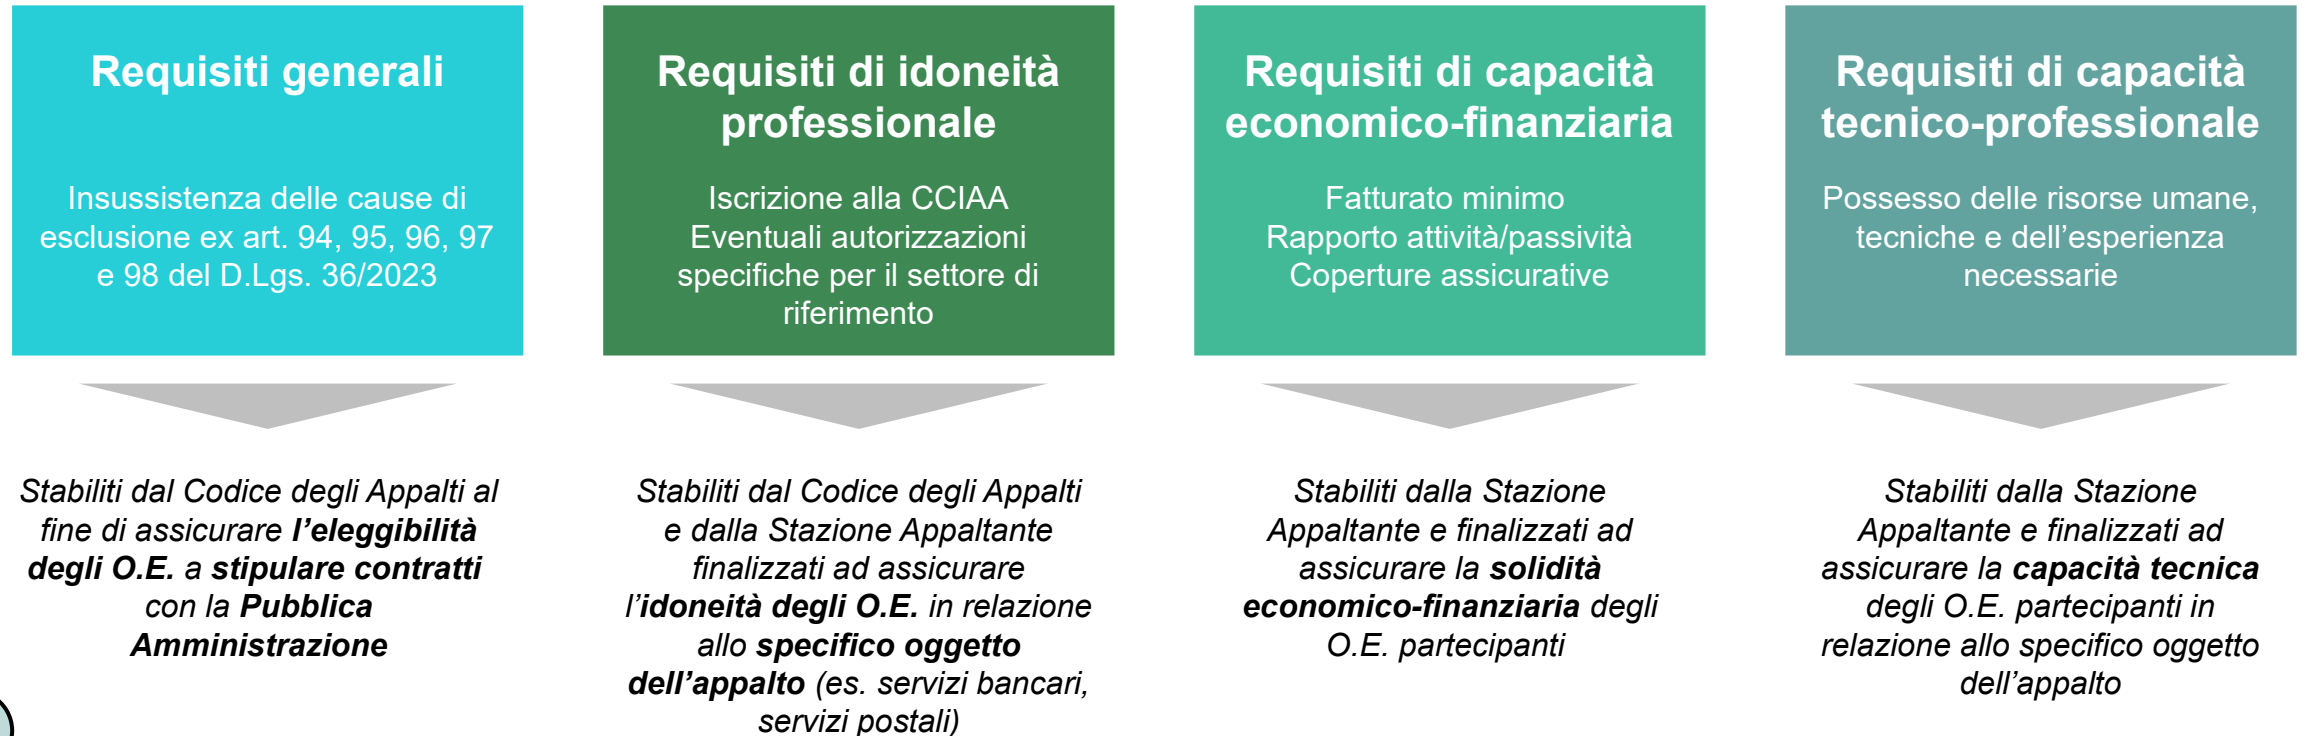 Requisiti generali
Insussistenza delle cause di
esclusione ex art. 94, 95, 96, 97
e 98 del D.Lgs. 36/2023
Stabiliti dal Codice degli Appalti al
fine di assicurare l’eleggibilità
degli O.E. a stipulare contratti
con la Pubblica
Amministrazione
Requisiti di idoneità
professionale
Iscrizione alla CCIAA
Eventuali autorizzazioni
specifiche per il settore di
riferimento
Stabiliti dal Codice degli Appalti
e dalla Stazione Appaltante
finalizzati ad assicurare
l’idoneità degli O.E. in relazione
allo specifico oggetto
dell’appalto (es. servizi bancari,
servizi postali)
Requisiti di capacità
economico-finanziaria
Fatturato minimo
Rapporto attività/passività
Coperture assicurative
Stabiliti dalla Stazione
Appaltante e finalizzati ad
assicurare la solidità
economico-finanziaria degli
O.E. partecipanti
Requisiti di capacità
tecnico-professionale
Possesso delle risorse umane,
tecniche e dell’esperienza
necessarie
Stabiliti dalla Stazione
Appaltante e finalizzati ad
assicurare la capacità tecnica
degli O.E. partecipanti in
relazione allo specifico oggetto
dell’appalto